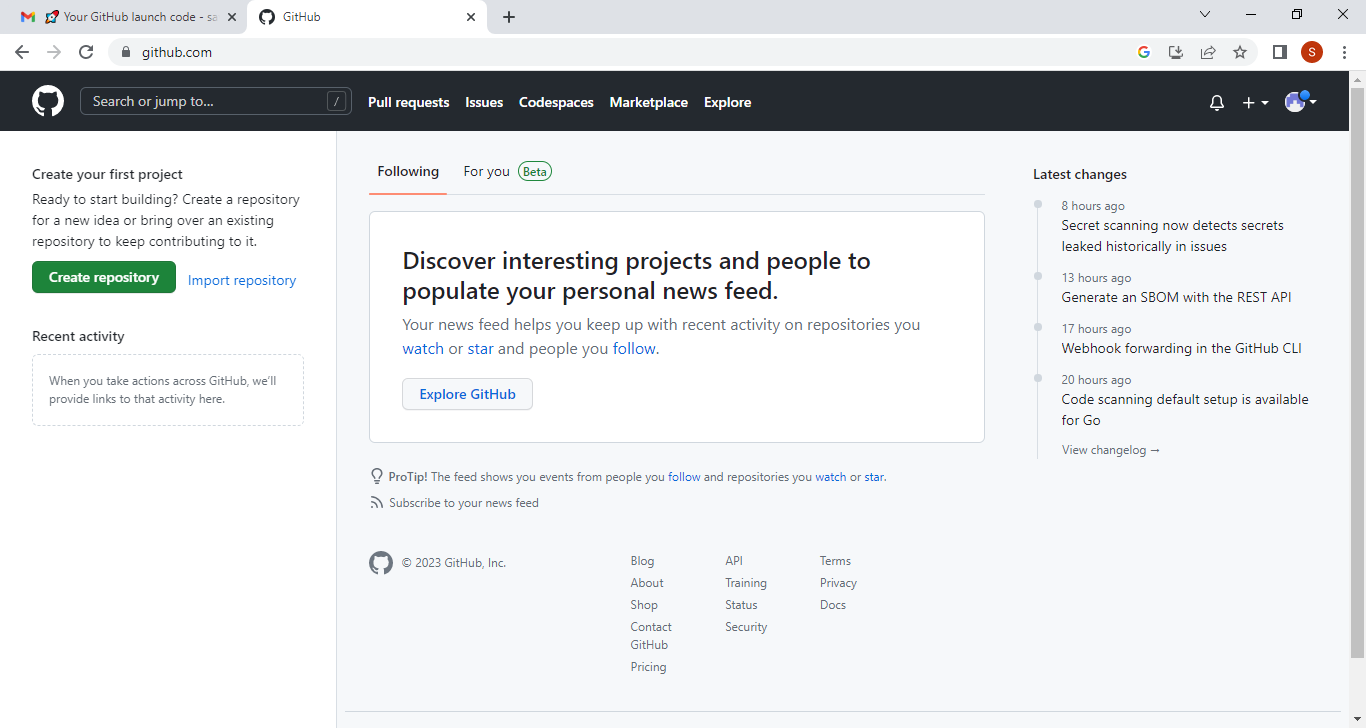 Your GitHub launch code - sa
GitHub
github.com
S
Search or jump to...
/
Pull requests
Issues
Codespaces
Marketplace
Explore
Create your first project
Ready to start building? Create a repository
for a new idea or bring over an existing
repository to keep contributing to it.
Create repository
Import repository
Recent activity
When you take actions across GitHub, we'll
provide links to that activity here.
Following
For you
Beta
Discover interesting projects and people to
populate your personal news feed.
Your news feed helps you keep up with recent activity on repositories you
watch or star and people you follow.
Explore GitHub
ProTip! The feed shows you events from people you follow and repositories you watch or star.
Subscribe to your news feed
Latest changes
8 hours ago
Secret scanning now detects secrets
leaked historically in issues
13 hours ago
Generate an SBOM with the REST API
17 hours ago
Webhook forwarding in the GitHub CLI
20 hours ago
Code scanning default setup is available
for Go
View changelog →
© 2023 GitHub, Inc.
Blog
About
Shop
Contact
GitHub
Pricing
API
Training
Status
Security
Terms
Privacy
Docs